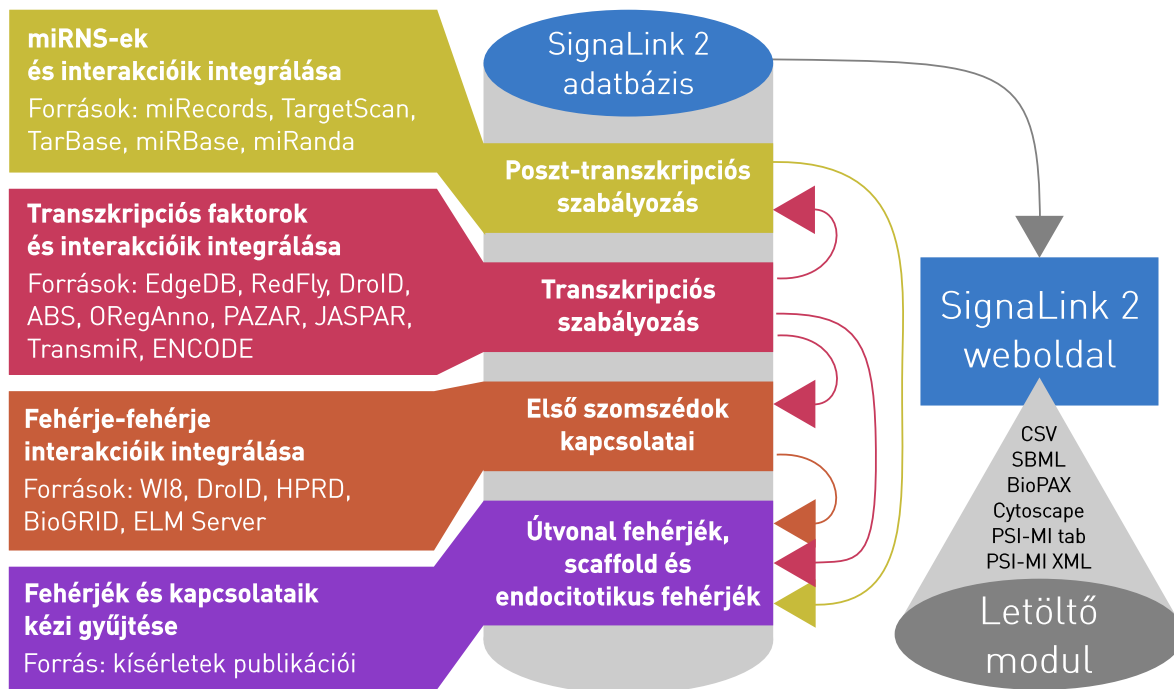 miRNS-ek
és interakcióik integrálása
Források: miRecords, TargetScan,
TarBase, miRBase, miRanda
Transzkripciós faktorok
és interakcióik integrálása
Források: EdgeDB, RedFly, DroID,
ABS, ORegAnno, PAZAR, JASPAR,
TransmiR, ENCODE
Fehérje-fehérje
interakcióik integrálása
Források: WI8, DroID, HPRD,
BioGRID, ELM Server
Fehérjék és kapcsolataik
kézi gyűjtése
Forrás: kísérletek publikációi
SignaLink 2
adatbázis
Poszt-transzkripciós
szabályozás
Transzkripciós
szabályozás
Első szomszédok
kapcsolatai
Útvonal fehérjék,
scaffold és
endocitotikus fehérjék
SignaLink 2
weboldal
CSV
SBML
BioPAX
Cytoscape
PSI-MI tab
PSI-MI XML
Letöltő
modul